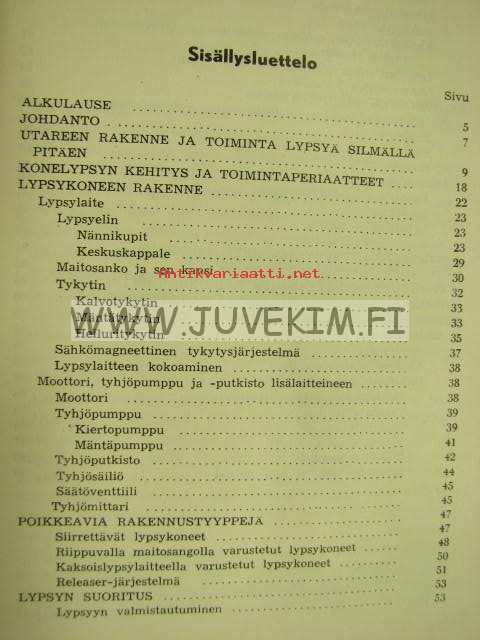 Sisällysluettelo
Sivu
ALKULAUSE 5
JOHDANTO 7
UTAREEN RAKENNE JA TOIMINTA LYPSYÄ SILMÄLLÄ
PITÄEN 9
KONELYPSYN KEHITYS JA TOIMINTAPERIAATTEET 18
LYPSYKONEEN RAKENNE 22
Lypsylaite 23
Lypsyelin 23
Nännikupit 23
Keskuskappale 29
Maitosanko ja sen kansi 30
Antikvariaatti.net
Tykytin 32
Kalvotykytin 33
Mäntätykytin 33
WWW.JUVEKIM.FI
Heiluritykytin 35
Sähkömagneettinen tykytysjärjestelmä 37
Lypsylaitteen kokoaminen 38
Moottori, tyhjöpumppu ja -putkisto lisälaitteineen 38
Moottori 38
Tyhjöpumppu 39
Kiertopumppu 39
Mäntäpumppu 41
Tyhjöputkisto 42
Tyhjösäiliö 44
Säätöventtiili 45
Tyhjömittari 45
POIKKEAVIA RAKENNUSTYYPPEJÄ 47
Siirrettävät lypsykoneet 47
Riippuvalla maitosangolla varustetut lypsykoneet 48
Kaksoislypsylaitteella varustetut lypsykoneet 50
Releaser-järjestelmä 51
LYPSYN SUORITUS 53
Lypsyyn valmistautuminen 53